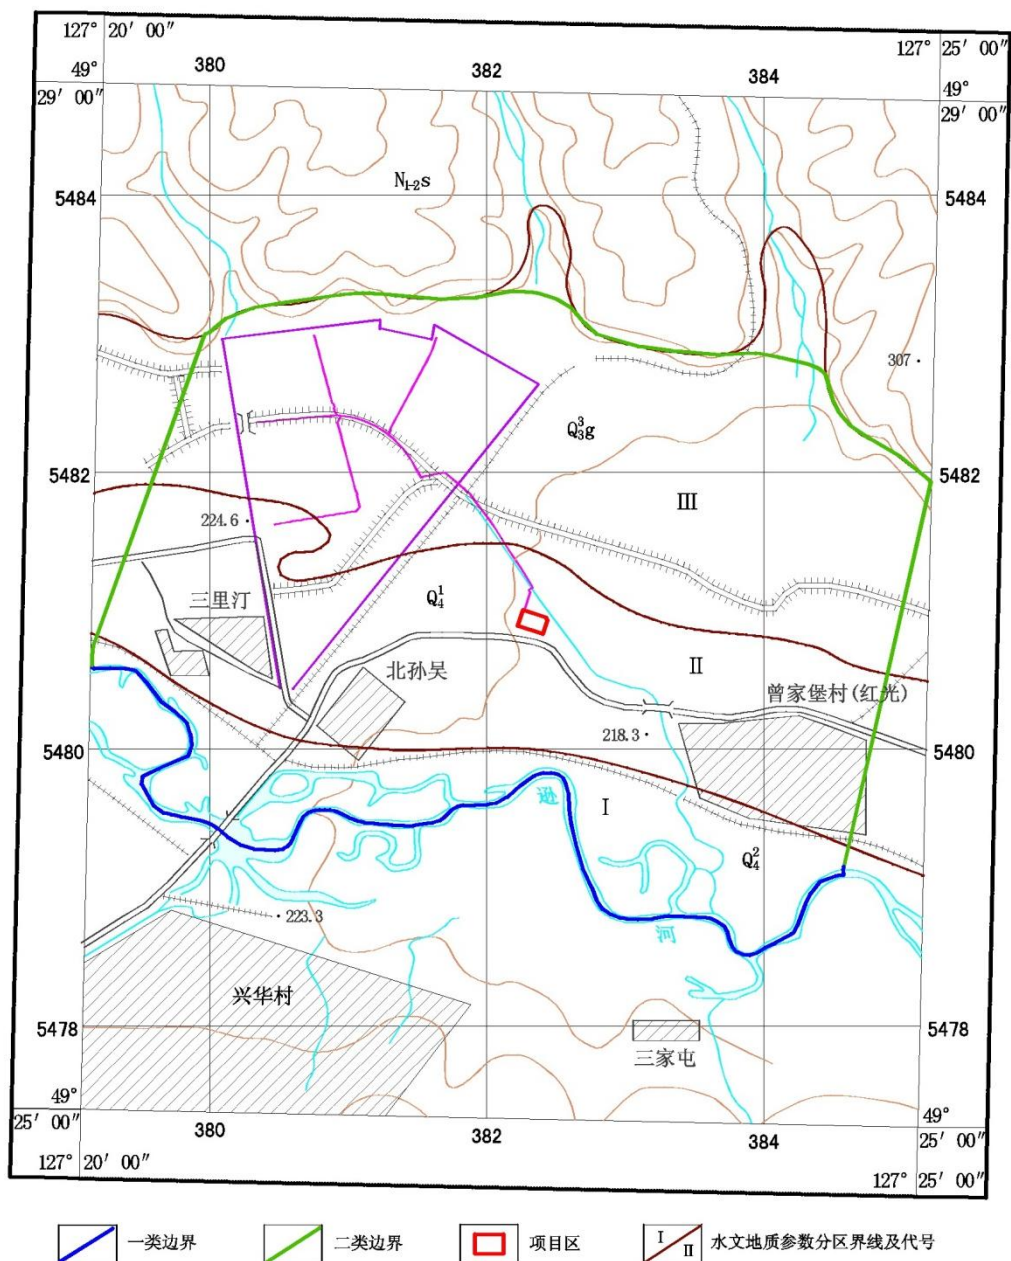 127° 20′ 00″
127° 25′ 00″
49°
380
382
384
49°
29′ 00″
29′ 00″
N₁₋₂s
5484
5484
307
Q₃³g
5482
5482
III
224.6
Q₄¹
三里汀
北孙吴
II
曾家堡村(红光)
218.3
5480
5480
逊
I
Q₄²
223.3
河
兴华村
5478
5478
三家屯
49°
49°
25′ 00″
380
382
384
25′ 00″
127° 20′ 00″
127° 25′ 00″
一类边界
二类边界
项目区
I
II
水文地质参数分区界线及代号